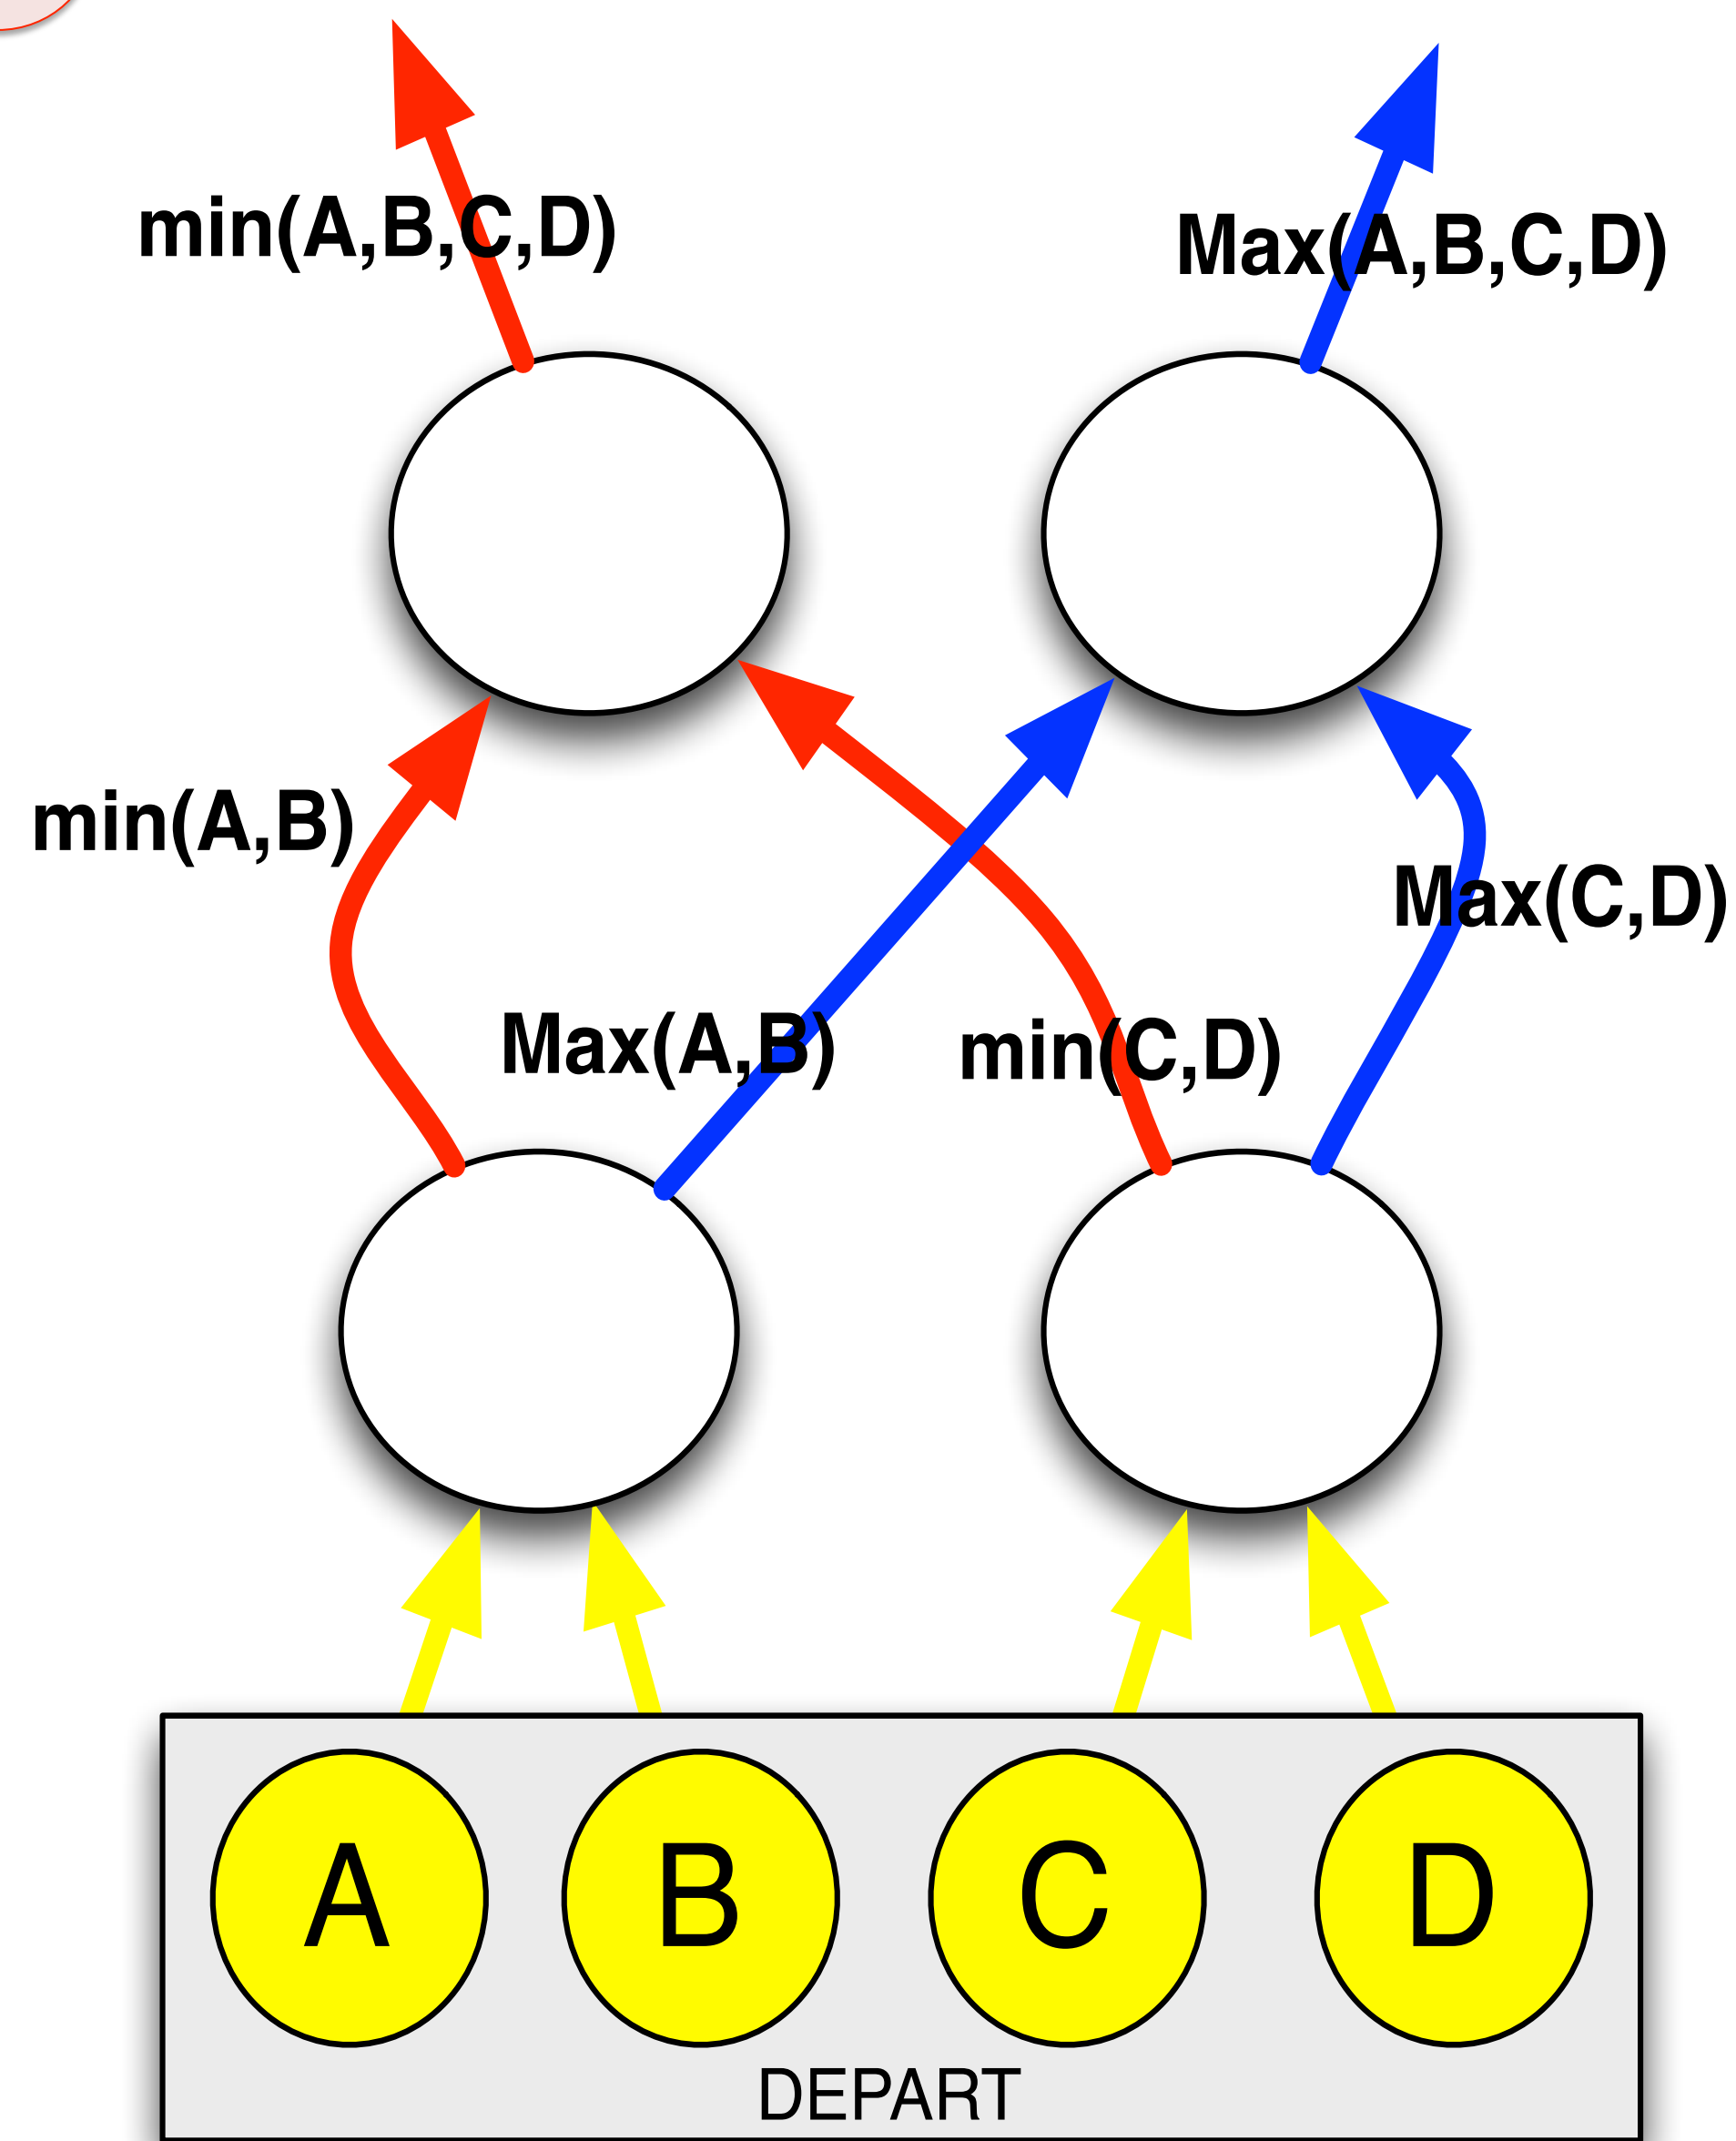 min(A,B,C,D)
Max(A,B,C,D)
min(A,B)
Max(C,D)
Max(A,B)
min(C,D)
A
B
C
D
DEPART